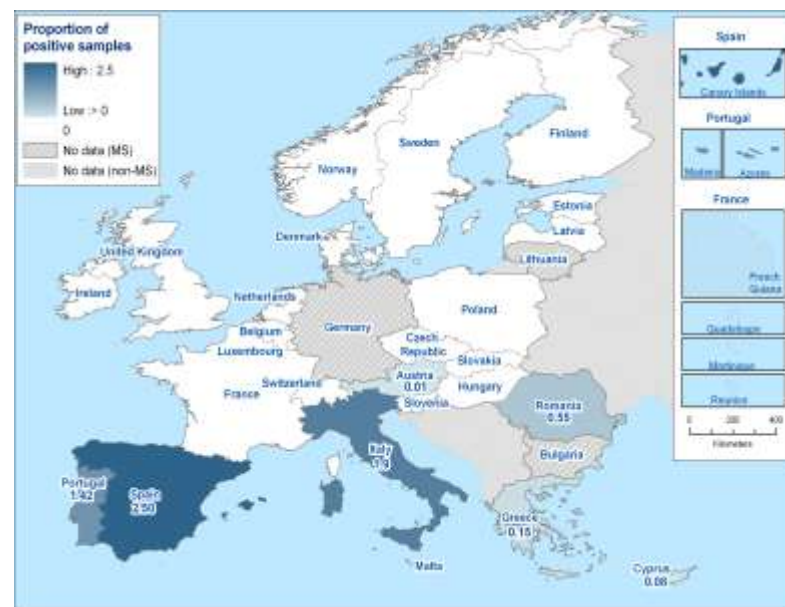 Proportion of
positive samples
High : 2.5
Low : > 0
0
No data (MS)
No data (non-MS)
Spain
Canary Islands
Portugal
Madeira
Azores
France
French
Guiana
Guadeloupe
Martinique
Reunion
0 200 400
Kilometers
Finland
Sweden
Norway
Estonia
Latvia
Denmark
Lithuania
United Kingdom
Ireland
Netherlands
Poland
Germany
Belgium
Czech
Republic
Luxembourg
Slovakia
Austria
0.01
Switzerland
Hungary
France
Slovenia
Romania
0.55
Italy
Bulgaria
Portugal
1.42
Spain
2.50
Greece
0.15
Malta
Cyprus
0.08